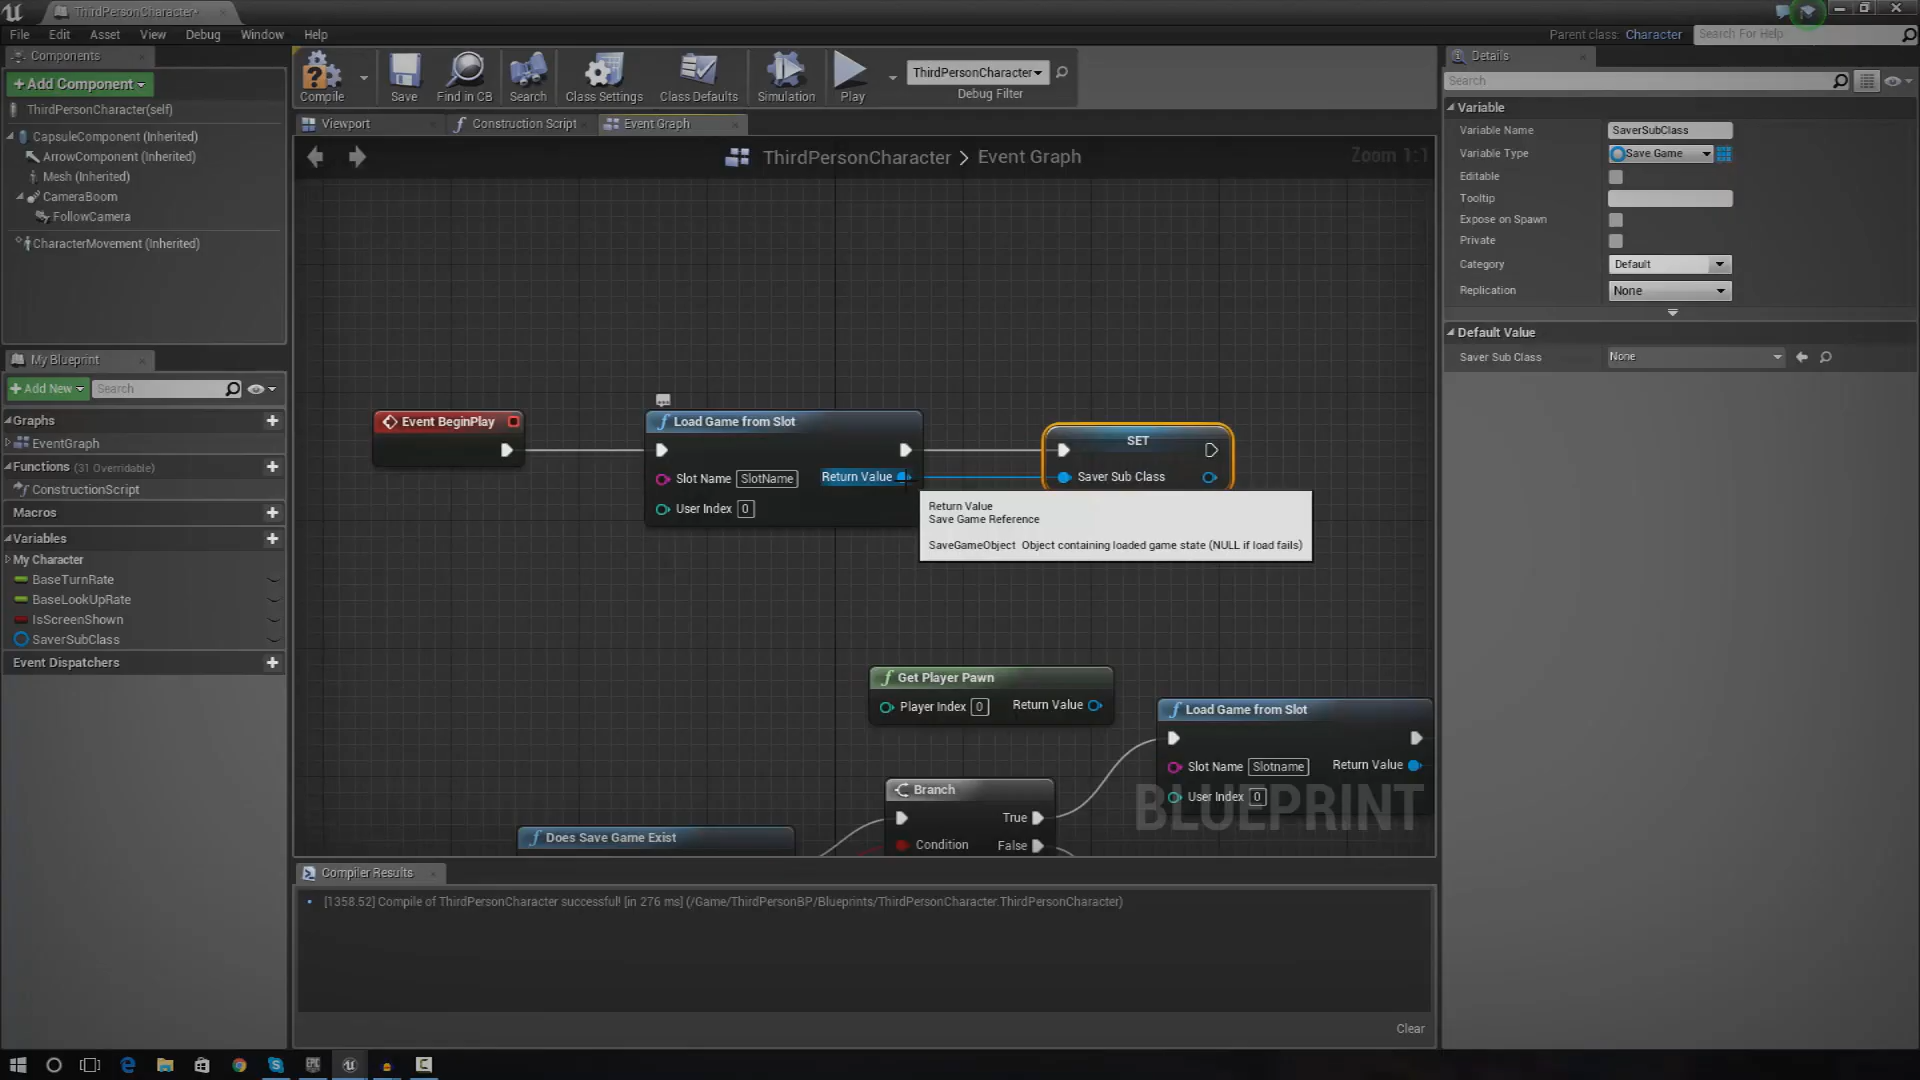 ThirdPersonCharacter*
File Edit Asset View Debug Window Help
Parent class: Character
Search For Help
Components
+Add Component
ThirdPersonCharacter(self)
CapsuleComponent (Inherited)
ArrowComponent (Inherited)
Mesh (Inherited)
CameraBoom
FollowCamera
CharacterMovement (Inherited)
My Blueprint
+Add New
Search
Graphs
EventGraph
Functions (31 Overridable)
ConstructionScript
Macros
Variables
My Character
BaseTurnRate
BaseLookUpRate
IsScreenShown
SaverSubClass
Event Dispatchers
Compile
Save
Find in CB
Search
Class Settings
Class Defaults
Simulation
Play
ThirdPersonCharacter
Debug Filter
Viewport
Construction Script
Event Graph
ThirdPersonCharacter > Event Graph
Zoom 1:1
Event BeginPlay
Load Game from Slot
Slot Name SlotName
Return Value
User Index 0
SET
Saver Sub Class
Return Value
Save Game Reference
SaveGameObject Object containing loaded game state (NULL if load fails)
Get Player Pawn
Player Index 0
Return Value
Load Game from Slot
Slot Name Slotname
Return Value
User Index 0
Branch
True
Condition
False
Does Save Game Exist
BLUEPRINT
Compiler Results
[1358.52] Compile of ThirdPersonCharacter successful! [in 276 ms] (/Game/ThirdPersonBP/Blueprints/ThirdPersonCharacter.ThirdPersonCharacter)
Clear
Details
Search
Variable
Variable Name SaverSubClass
Variable Type Save Game
Editable
Tooltip
Expose on Spawn
Private
Category Default
Replication None
Default Value
Saver Sub Class None